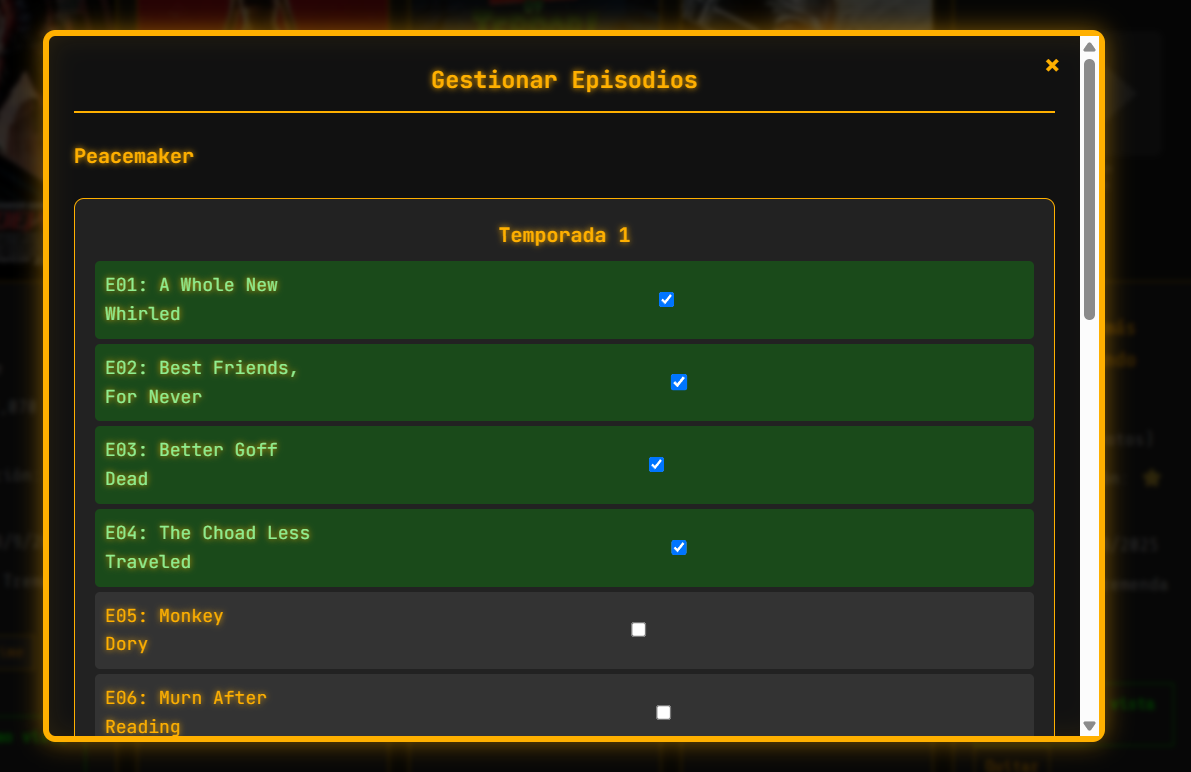 Gestionar Episodios
×
Peacemaker
Temporada 1
E01: A Whole New
Whirled
E02: Best Friends,
For Never
E03: Better Goff
Dead
E04: The Choad Less
Traveled
E05: Monkey
Dory
E06: Murn After
Reading